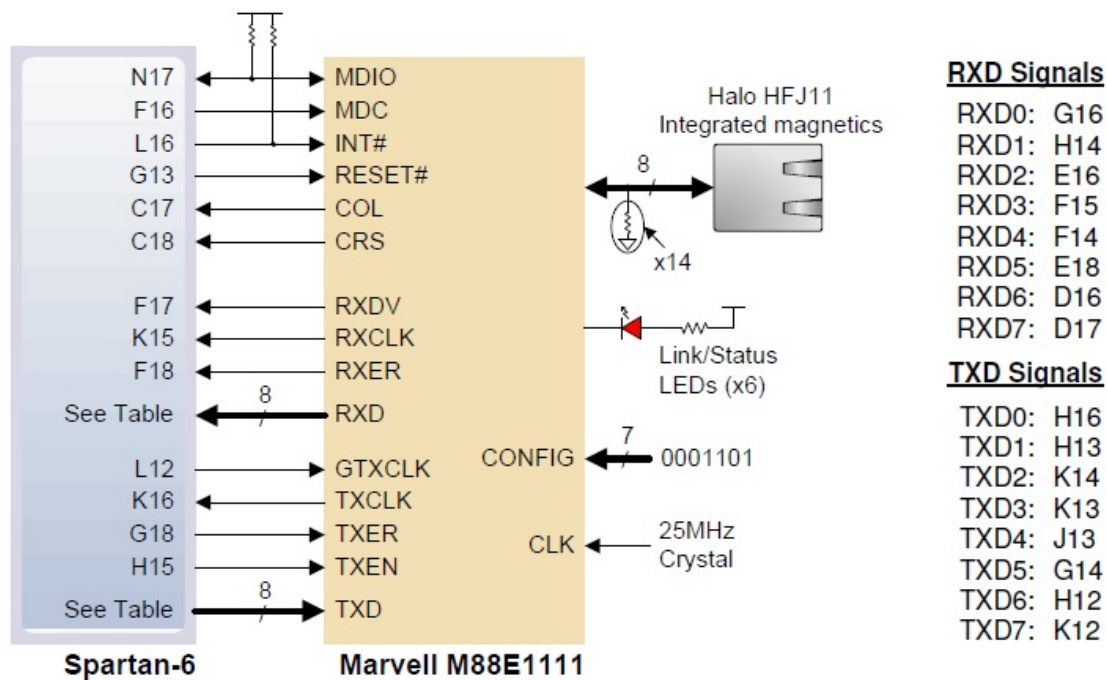 N17 MDIO
F16 MDC
L16 INT#
G13 RESET#
C17 COL
C18 CRS
F17 RXDV
K15 RXCLK
F18 RXER
See Table 8 RXD
L12 GTXCLK
K16 TXCLK
G18 TXER
H15 TXEN
See Table 8 TXD
Spartan-6
Marvell M88E1111
Halo HFJ11
Integrated magnetics
8
x14
Link/Status
LEDs (x6)
CONFIG 7 0001101
CLK 25MHz
Crystal
RXD Signals
RXD0: G16
RXD1: H14
RXD2: E16
RXD3: F15
RXD4: F14
RXD5: E18
RXD6: D16
RXD7: D17
TXD Signals
TXD0: H16
TXD1: H13
TXD2: K14
TXD3: K13
TXD4: J13
TXD5: G14
TXD6: H12
TXD7: K12